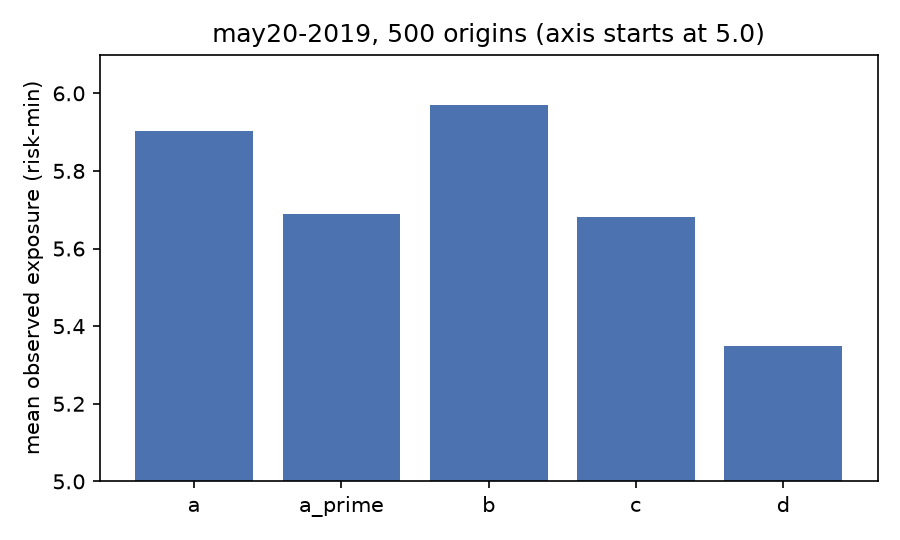 may20-2019, 500 origins (axis starts at 5.0)
mean observed exposure (risk-min)
6.0
5.8
5.6
5.4
5.2
5.0
a a_prime b c d